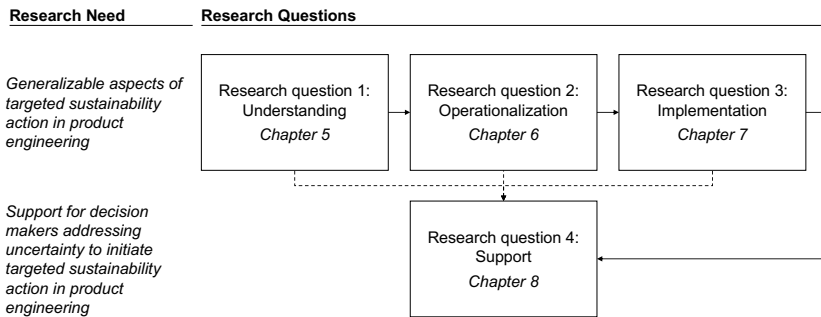 Research Need
Research Questions
Generalizable aspects of
targeted sustainability
action in product
engineering
Research question 1:
Understanding
Chapter 5
Research question 2:
Operationalization
Chapter 6
Research question 3:
Implementation
Chapter 7
Support for decision
makers addressing
uncertainty to initiate
targeted sustainability
action in product
engineering
Research question 4:
Support
Chapter 8